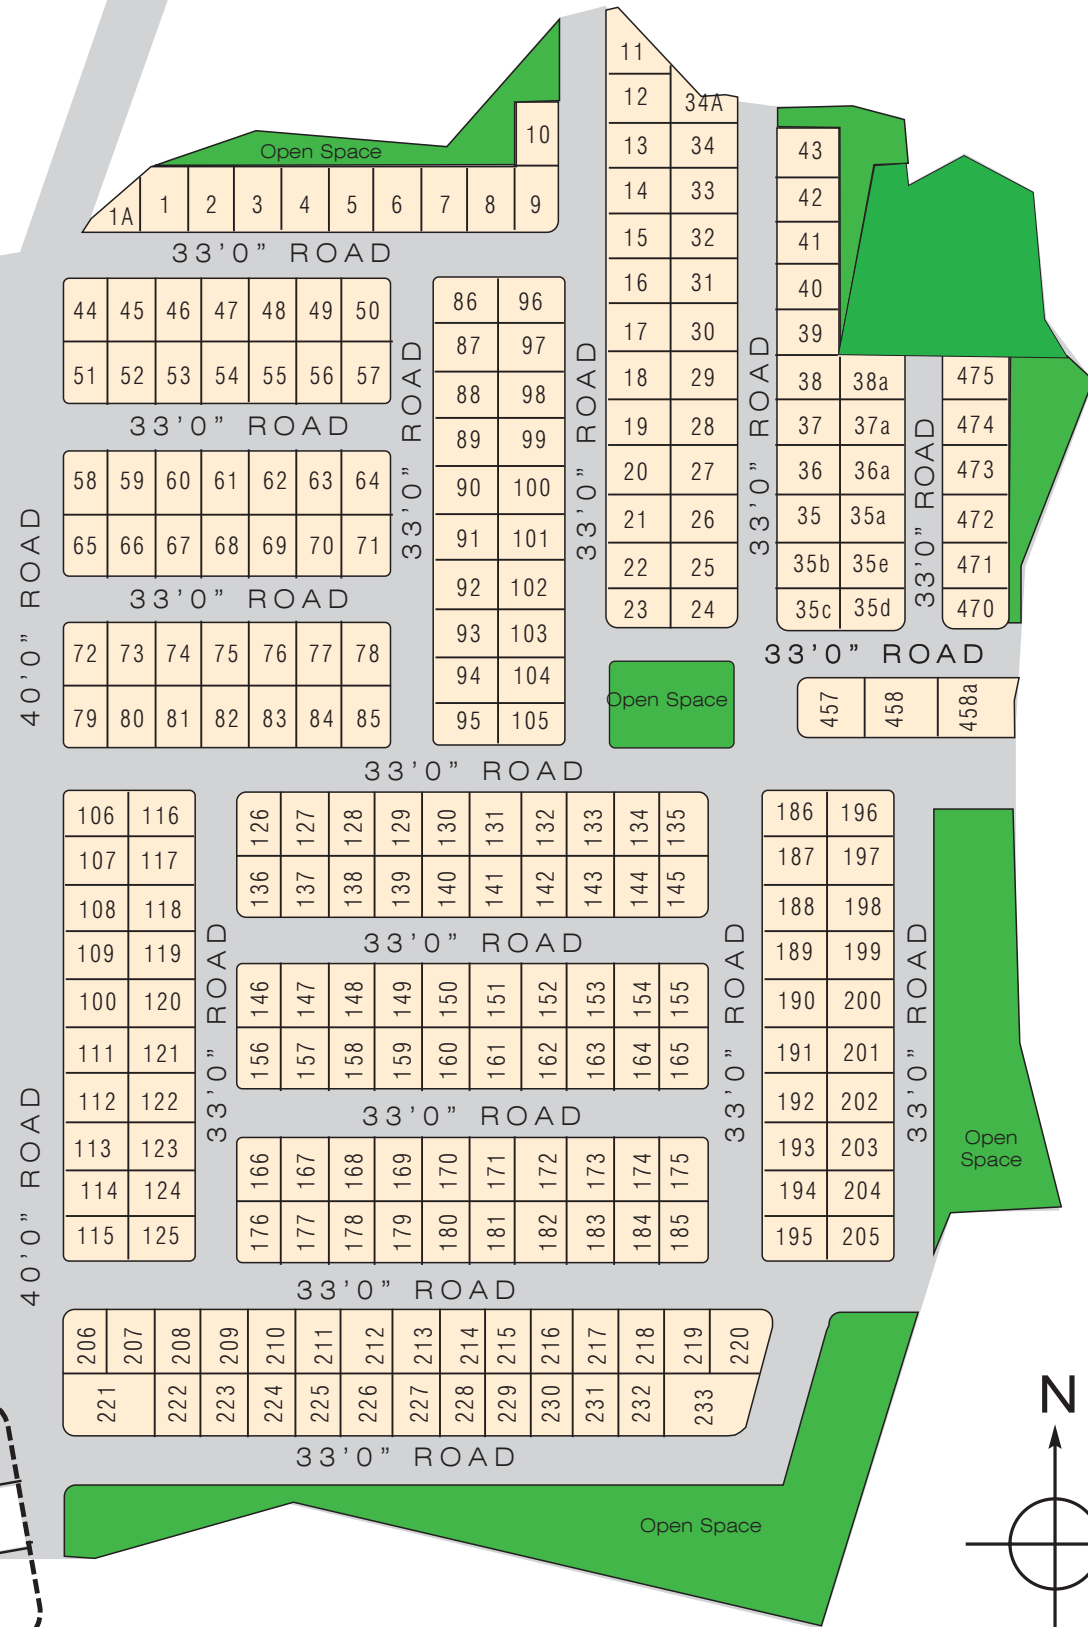 11
12 34A
10
Open Space
13 34
43
14 33
42
1A 1 2 3 4 5 6 7 8 9
15 32
41
33'0” ROAD
16 31
40
44 45 46 47 48 49 50
86 96
17 30
39
87 97
51 52 53 54 55 56 57
18 29
38 38a
475
88 98
33'0” ROAD
19 28
37 37a
474
89 99
33'0” ROAD
33'0” ROAD
33'0” ROAD
33'0” ROAD
20 27
36 36a
473
58 59 60 61 62 63 64
90 100
21 26
35 35a
472
65 66 67 68 69 70 71
91 101
22 25
35b 35e
471
92 102
33'0” ROAD
23 24
35c 35d
470
40'0” ROAD
93 103
33'0” ROAD
72 73 74 75 76 77 78
94 104
Open Space
457 458 458a
79 80 81 82 83 84 85
95 105
33'0” ROAD
106 116
126 127 128 129 130 131 132 133 134 135
186 196
107 117
187 197
136 137 138 139 140 141 142 143 144 145
108 118
188 198
33'0” ROAD
109 119
189 199
100 120
146 147 148 149 150 151 152 153 154 155
190 200
33'0” ROAD
33'0” ROAD
33'0” ROAD
111 121
156 157 158 159 160 161 162 163 164 165
191 201
112 122
192 202
33'0” ROAD
113 123
193 203
Open
Space
166 167 168 169 170 171 172 173 174 175
114 124
194 204
40'0” ROAD
115 125
176 177 178 179 180 181 182 183 184 185
195 205
33'0” ROAD
206 207 208 209 210 211 212 213 214 215 216 217 218 219 220
221 222 223 224 225 226 227 228 229 230 231 232 233
N
33'0” ROAD
Open Space